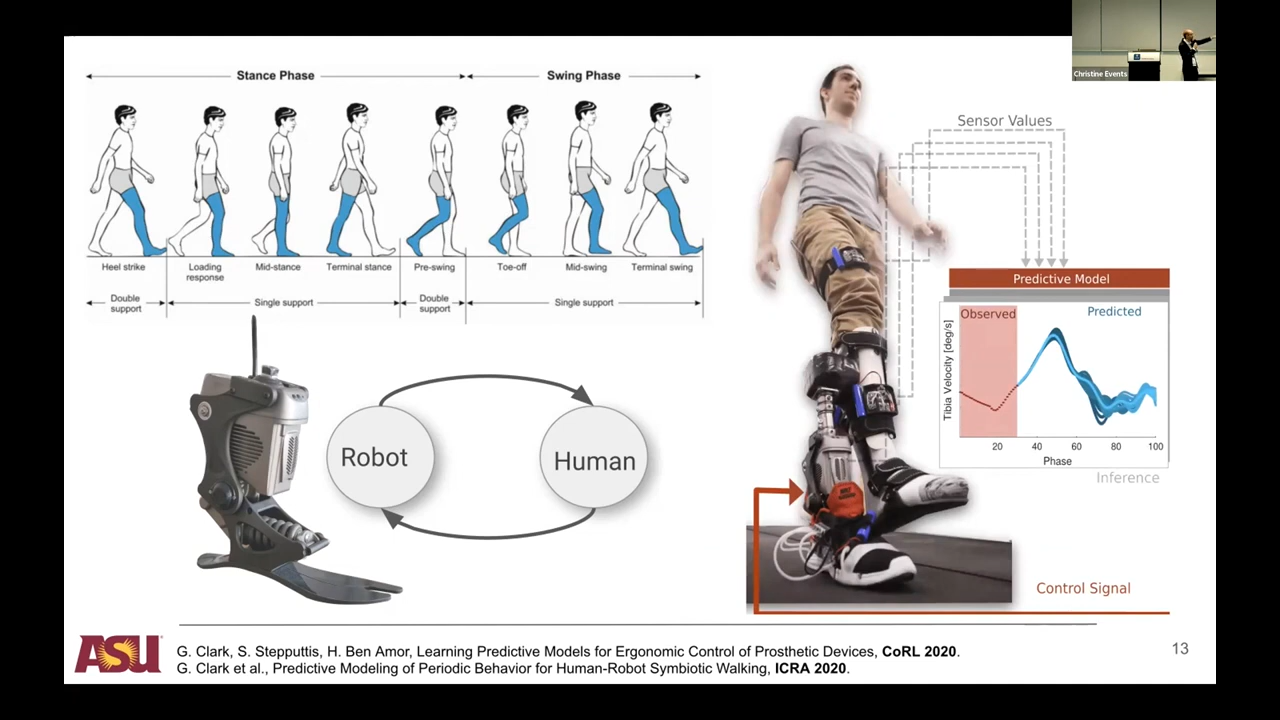 Christine Events
Stance Phase
Swing Phase
Heel strike
Loading
response
Mid-stance
Terminal stance
Pre-swing
Toe-off
Mid-swing
Terminal swing
Double
support
Single support
Double
support
Single support
Robot
Human
Sensor Values
Predictive Model
Observed
Predicted
Tibia Velocity [deg/s]
20 40 60 80 100
Phase
Inference
Control Signal
ASU
G. Clark, S. Stepputtis, H. Ben Amor, Learning Predictive Models for Ergonomic Control of Prosthetic Devices, CoRL 2020.
G. Clark et al., Predictive Modeling of Periodic Behavior for Human-Robot Symbiotic Walking, ICRA 2020.
13